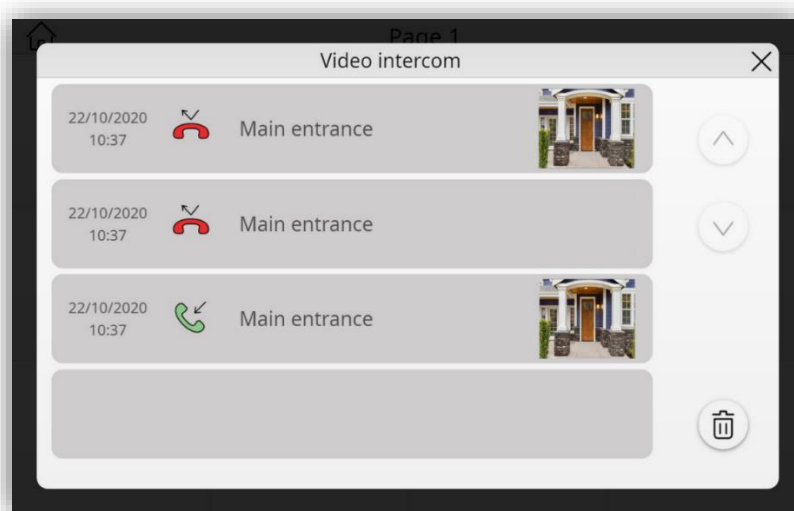 Page 1
Video intercom
22/10/2020
10:37
Main entrance
22/10/2020
10:37
Main entrance
22/10/2020
10:37
Main entrance